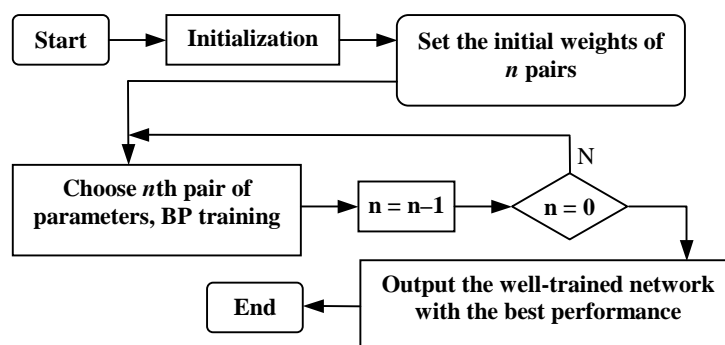 Start
Initialization
Set the initial weights of
n pairs
N
Choose nth pair of
parameters, BP training
n = n–1
n = 0
Output the well-trained network
with the best performance
End